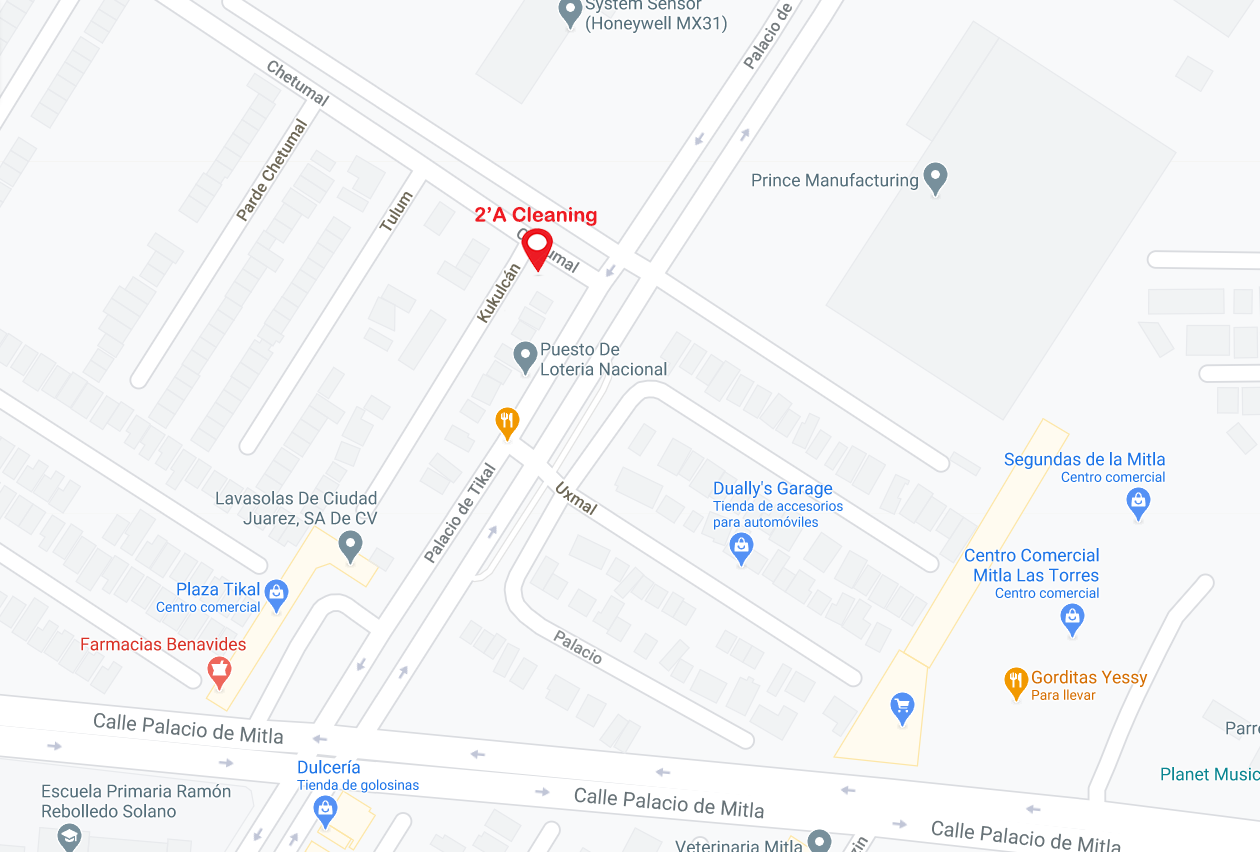 System Sensor
(Honeywell MX31)
Palacio de
Chetumal
Parde Chetumal
Prince Manufacturing
Tulum
2'A Cleaning
Kukulcán
Puesto De
Loteria Nacional
Segundas de la Mitla
Centro comercial
Dually's Garage
Tienda de accesorios
para automóviles
Lavasolas De Ciudad
Juarez, SA De CV
Uxmal
Palacio de Tikal
Centro Comercial
Mitla Las Torres
Centro comercial
Plaza Tikal
Centro comercial
Farmacias Benavides
Palacio
Gorditas Yessy
Para llevar
Calle Palacio de Mitla
Planet Music
Dulcería
Tienda de golosinas
Escuela Primaria Ramón
Rebolledo Solano
Calle Palacio de Mitla
Calle Palacio de Mitla
Veterinaria Mitla